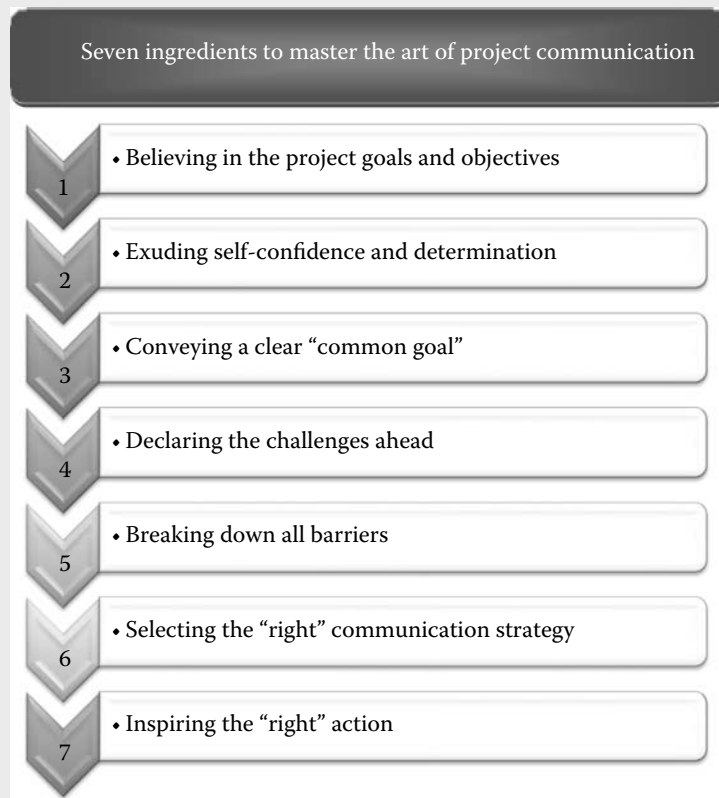 Seven ingredients to master the art of project communication
1
• Believing in the project goals and objectives
2
• Exuding self-confidence and determination
3
• Conveying a clear “common goal”
4
• Declaring the challenges ahead
5
• Breaking down all barriers
6
• Selecting the “right” communication strategy
7
• Inspiring the “right” action